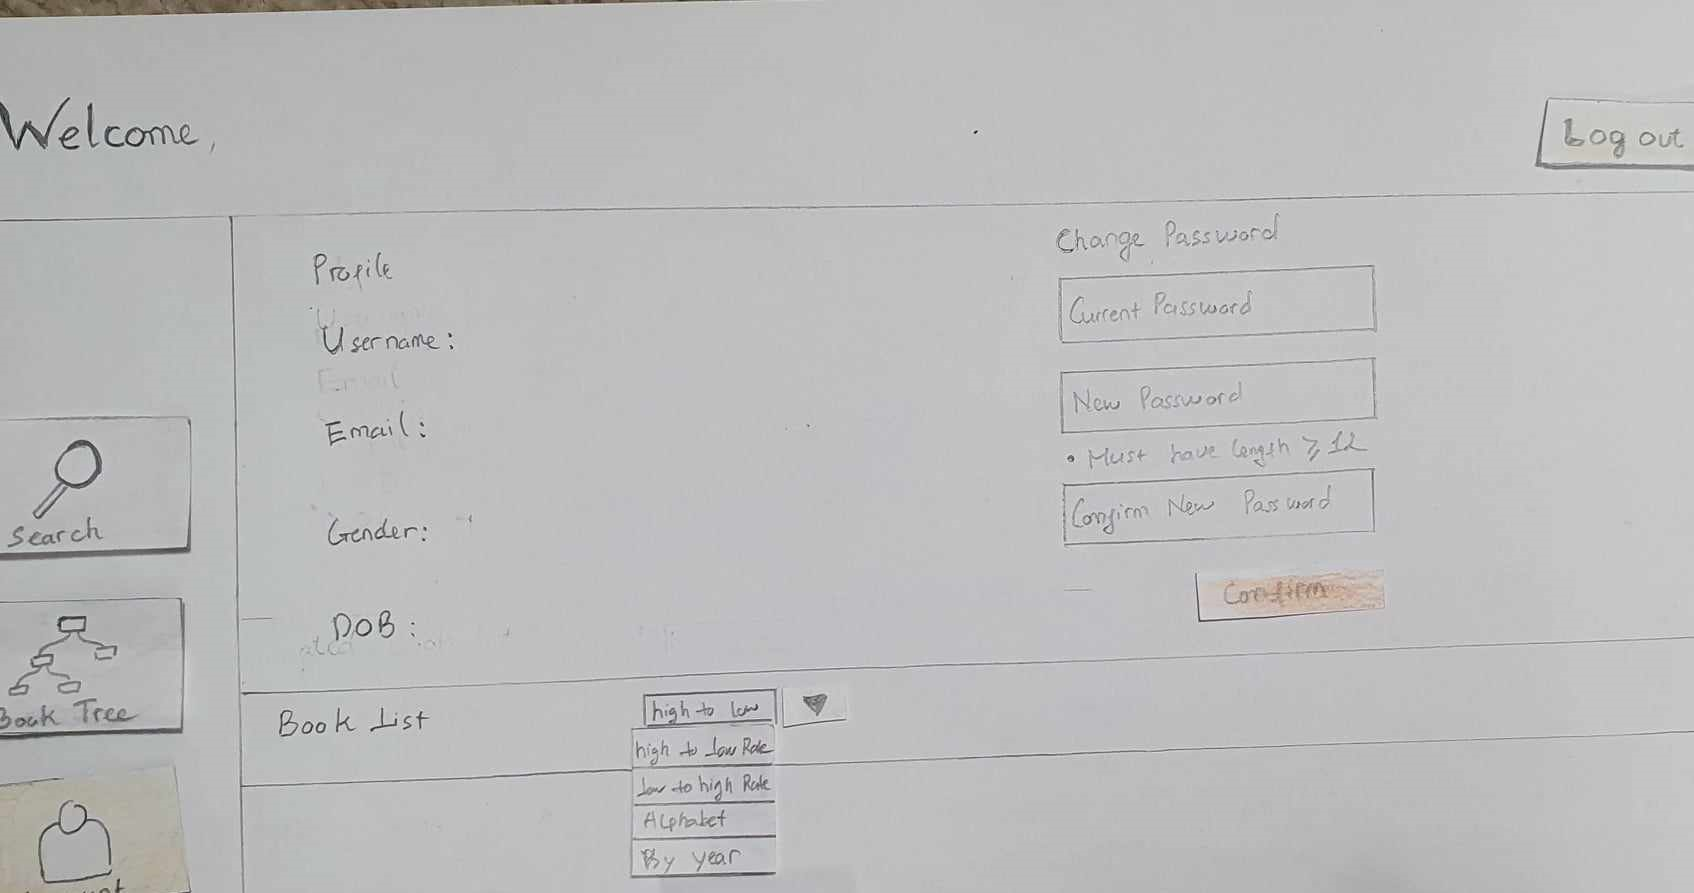 Welcome,
Log out
Search
Book Tree
Profile
Username:
Email
Email:
Gender:
DOB:
Change Password
Current Password
New Password
• Must have length ⩾ 12
Confirm New Password
Confirm
Book List
high to low
high to low Rate
low to high Rate
Alphabet
By year